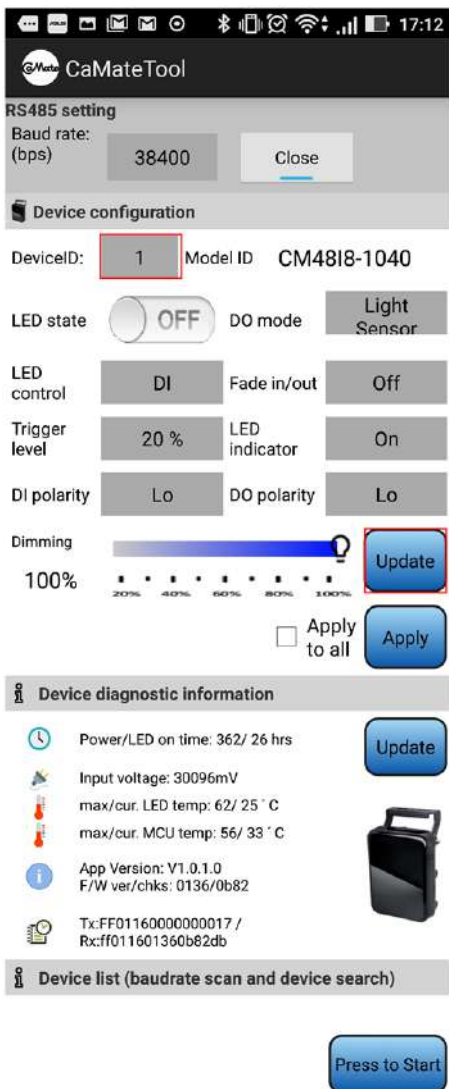 17:12
CaMate CaMateTool
RS485 setting
Baud rate:
(bps)
38400
Close
Device configuration
DeviceID:
1
Model ID
CM48I8-1040
LED state
OFF
DO mode
Light
Sensor
LED
control
DI
Fade in/out
Off
Trigger
level
20 %
LED
indicator
On
DI polarity
Lo
DO polarity
Lo
Dimming
100%
20% 40% 60% 80% 100%
Update
Apply
to all
Apply
Device diagnostic information
Power/LED on time: 362/ 26 hrs
Update
Input voltage: 30096mV
max/cur. LED temp: 62/ 25 ˚ C
max/cur. MCU temp: 56/ 33 ˚ C
App Version: V1.0.1.0
F/W ver/chks: 0136/0b82
Tx:FF01160000000017 /
Rx:ff011601360b82db
Device list (baudrate scan and device search)
Press to Start